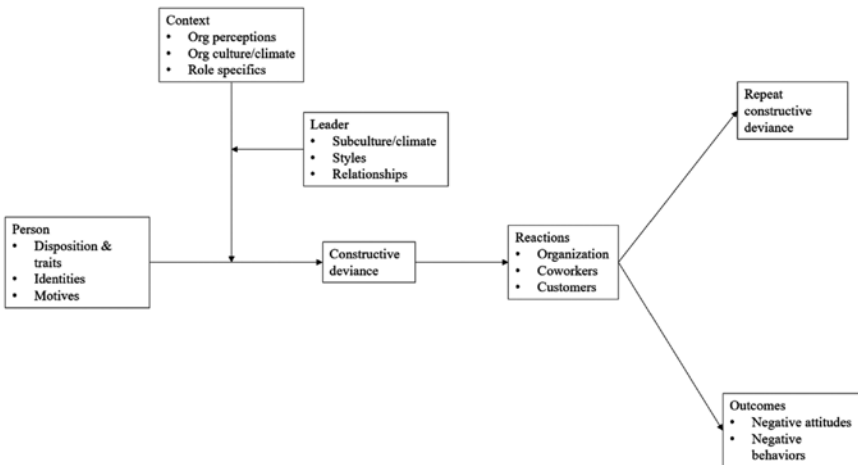 Context
• Org perceptions
• Org culture/climate
• Role specifics
Leader
• Subculture/climate
• Styles
• Relationships
Person
• Disposition &
traits
• Identities
• Motives
Constructive
deviance
Reactions
• Organization
• Coworkers
• Customers
Repeat
constructive
deviance
Outcomes
• Negative attitudes
• Negative
behaviors